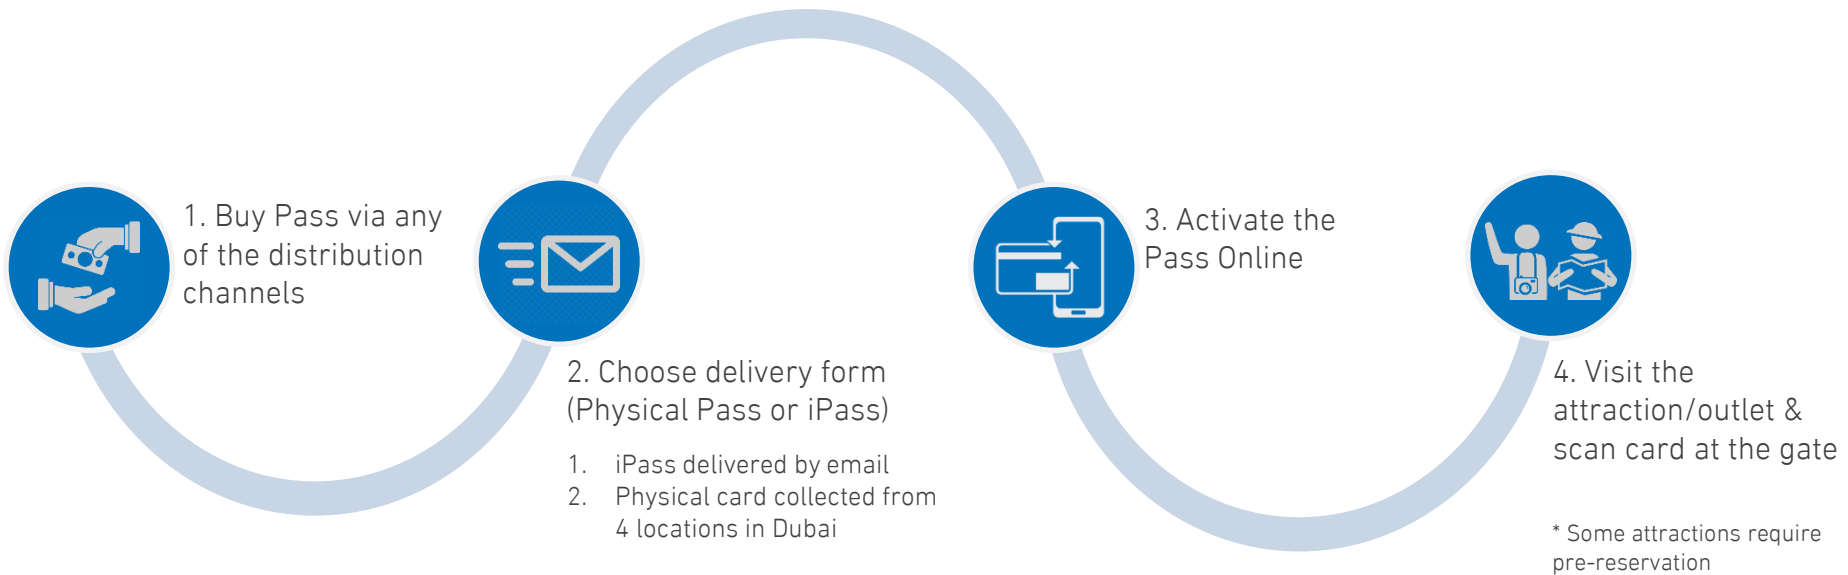 1. Buy Pass via any
of the distribution
channels
2. Choose delivery form
(Physical Pass or iPass)
1. iPass delivered by email
2. Physical card collected from
4 locations in Dubai
3. Activate the
Pass Online
4. Visit the
attraction/outlet &
scan card at the gate
* Some attractions require
pre-reservation